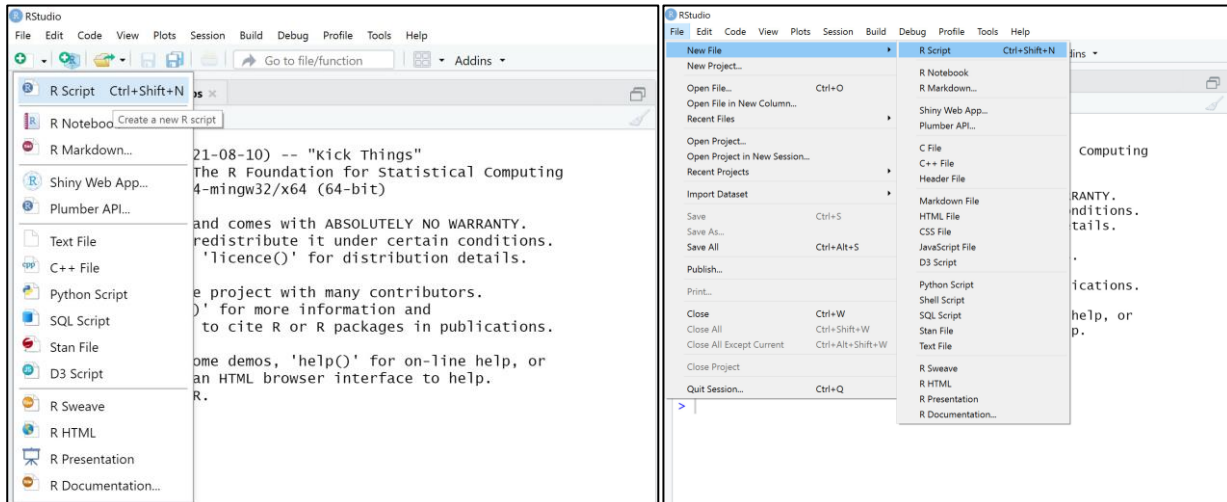 RStudio
File Edit Code View Plots Session Build Debug Profile Tools Help
Go to file/function Addins
R Script Ctrl+Shift+N
Create a new R script
R Notebo
R Markdown...
Shiny Web App...
Plumber API...
Text File
C++ File
Python Script
SQL Script
Stan File
D3 Script
R Sweave
R HTML
R Presentation
R Documentation...
21-08-10) -- "Kick Things"
The R Foundation for Statistical Computing
4-mingw32/x64 (64-bit)
and comes with ABSOLUTELY NO WARRANTY.
redistribute it under certain conditions.
'licence()' for distribution details.
e project with many contributors.
)' for more information and
to cite R or R packages in publications.
ome demos, 'help()' for on-line help, or
an HTML browser interface to help.
R.
RStudio
File Edit Code View Plots Session Build Debug Profile Tools Help
New File
New Project...
Open File... Ctrl+O
Open File in New Column...
Recent Files
Open Project...
Open Project in New Session...
Recent Projects
Import Dataset
Save Ctrl+S
Save As...
Save All Ctrl+Alt+S
Publish...
Print...
Close Ctrl+W
Close All Ctrl+Shift+W
Close All Except Current Ctrl+Alt+Shift+W
Close Project
Quit Session... Ctrl+Q
>
R Script Ctrl+Shift+N
R Notebook
R Markdown...
Shiny Web App...
Plumber API...
C File
C++ File
Header File
Markdown File
HTML File
CSS File
JavaScript File
D3 Script
Python Script
Shell Script
SQL Script
Stan File
Text File
R Sweave
R HTML
R Presentation
R Documentation...
dins
Computing
RANTY.
nditions.
tails.
.
ications.
help, or
p.